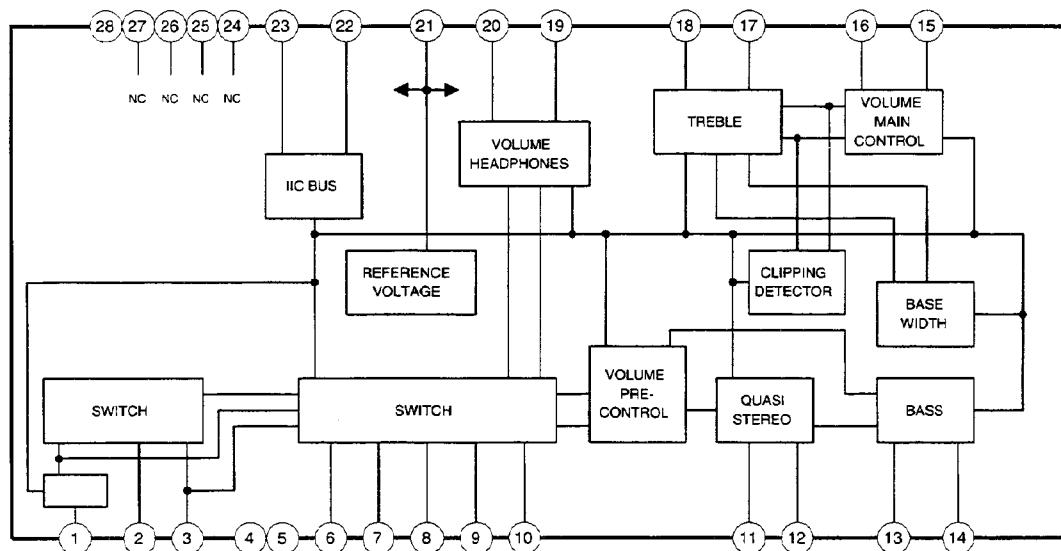 28 27 26 25 24 23 22 21 20 19 18 17 16 15
NC NC NC NC
TREBLE
VOLUME
MAIN
CONTROL
VOLUME
HEADPHONES
IIC BUS
REFERENCE
VOLTAGE
CLIPPING
DETECTOR
BASE
WIDTH
SWITCH
SWITCH
VOLUME
PRE-
CONTROL
QUASI
STEREO
BASS
1 2 3 4 5 6 7 8 9 10 11 12 13 14